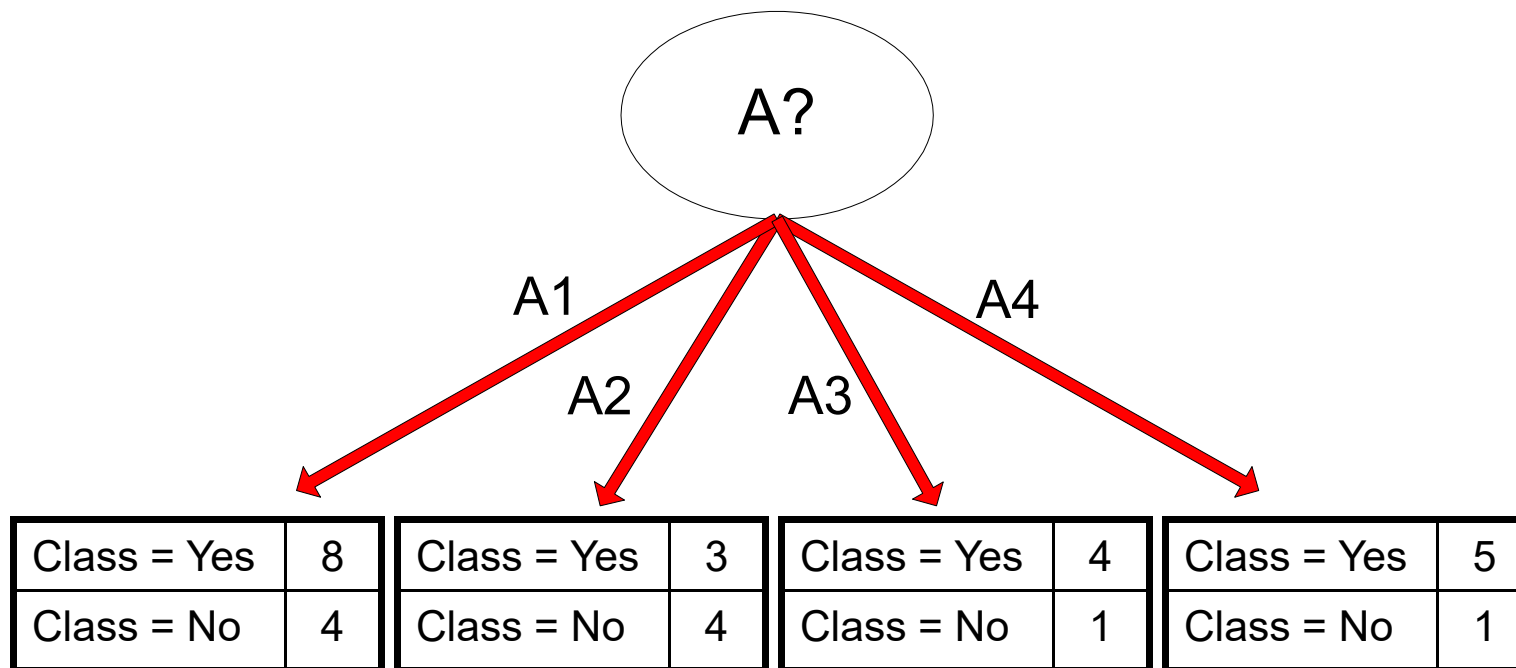 A?
A1
A4
A2
A3
Class = Yes 8 Class = Yes 3 Class = Yes 4 Class = Yes 5
Class = No 4 Class = No 4 Class = No 1 Class = No 1